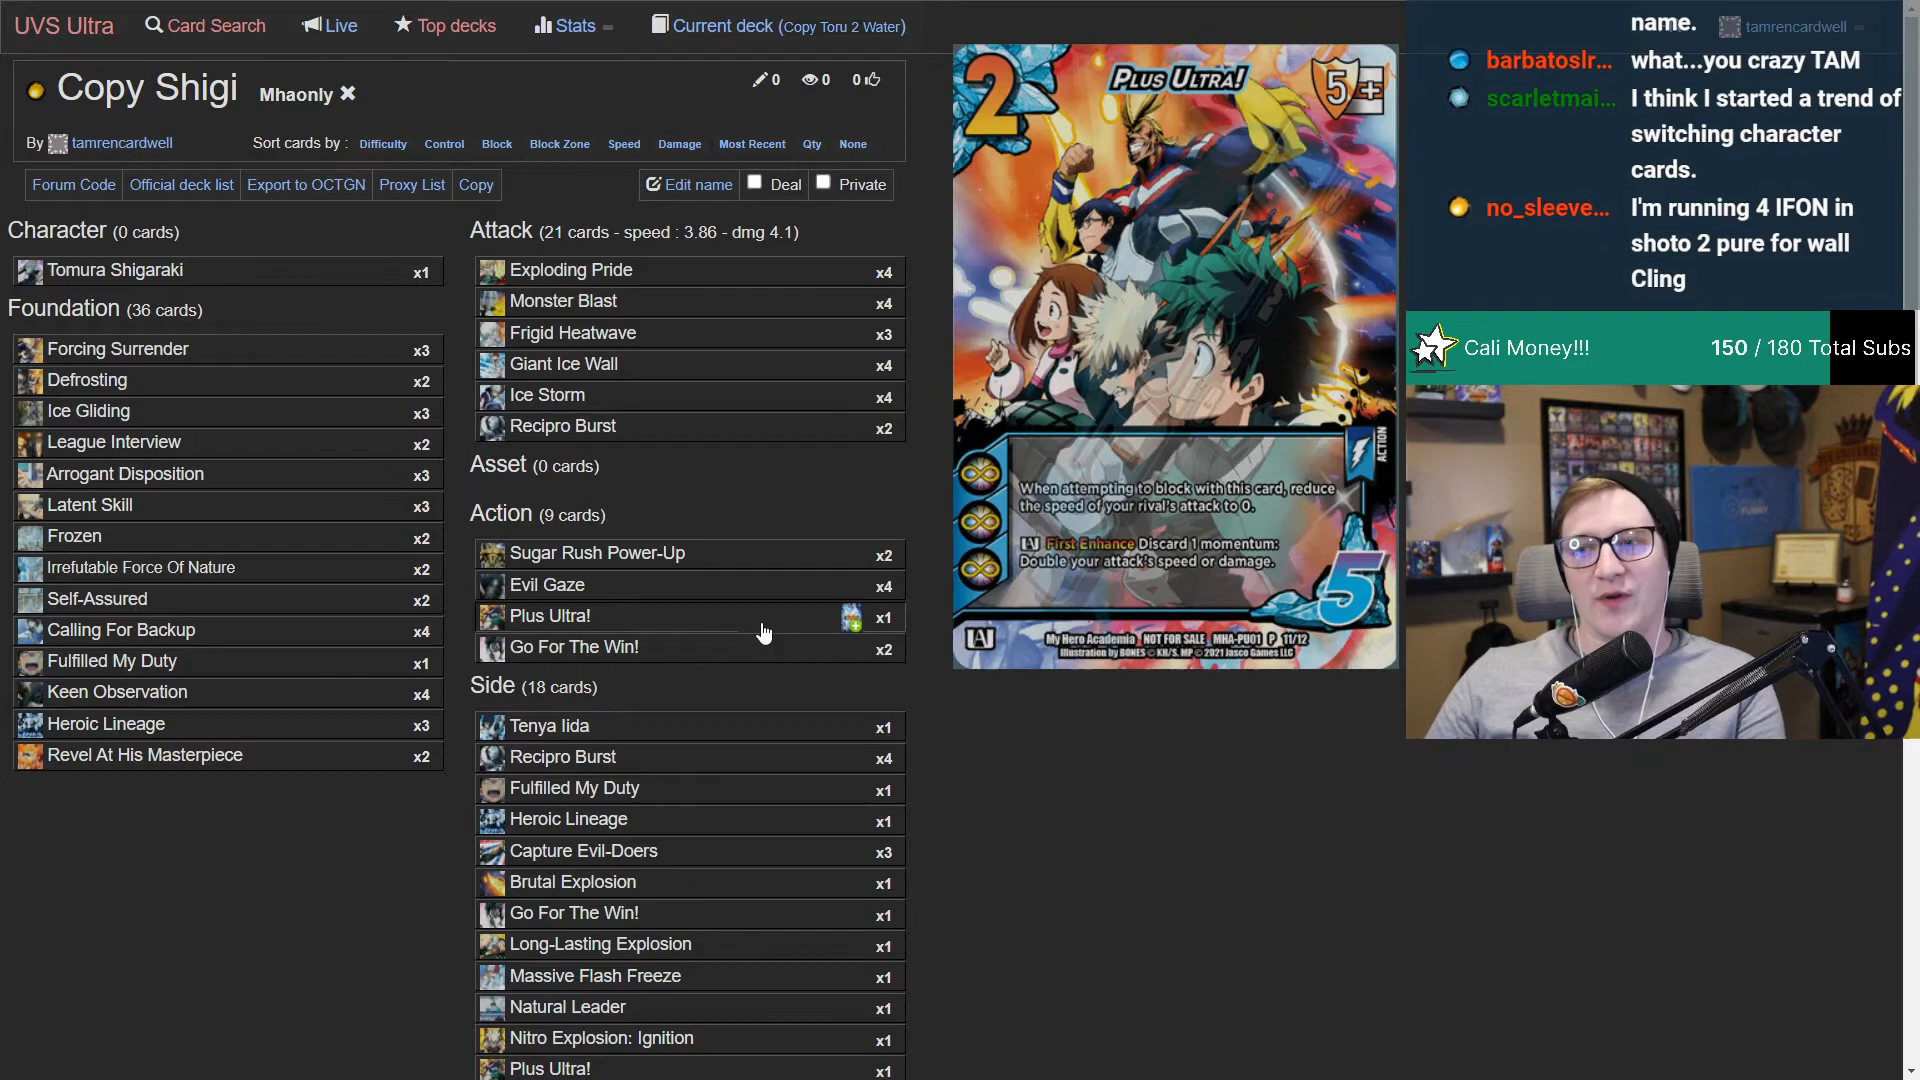 UVS Ultra
Card Search
Live
Top decks
Stats
Current deck (Copy Toru 2 Water)
tamrencardwell
Copy Shigi Mhaonly
0 0 0
By tamrencardwell
Sort cards by : Difficulty Control Block Block Zone Speed Damage Most Recent Qty None
Forum Code Official deck list Export to OCTGN Proxy List Copy
Edit name Deal Private
Character (0 cards)
Tomura Shigaraki x1
Foundation (36 cards)
Forcing Surrender x3
Defrosting x2
Ice Gliding x3
League Interview x2
Arrogant Disposition x3
Latent Skill x3
Frozen x2
Irrefutable Force Of Nature x2
Self-Assured x2
Calling For Backup x4
Fulfilled My Duty x1
Keen Observation x4
Heroic Lineage x3
Revel At His Masterpiece x2
Attack (21 cards - speed : 3.86 - dmg 4.1)
Exploding Pride x4
Monster Blast x4
Frigid Heatwave x3
Giant Ice Wall x4
Ice Storm x4
Recipro Burst x2
Asset (0 cards)
Action (9 cards)
Sugar Rush Power-Up x2
Evil Gaze x4
Plus Ultra! x1
Go For The Win! x2
Side (18 cards)
Tenya Iida x1
Recipro Burst x4
Fulfilled My Duty x1
Heroic Lineage x1
Capture Evil-Doers x3
Brutal Explosion x1
Go For The Win! x1
Long-Lasting Explosion x1
Massive Flash Freeze x1
Natural Leader x1
Nitro Explosion: Ignition x1
Plus Ultra! x1
2
PLUS ULTRA!
5 +
ACTION
When attempting to block with this card, reduce
the speed of your rival's attack to 0.
[A] First Enhance Discard 1 momentum:
Double your attack's speed or damage.
5
[A]
My Hero Academia NOT FOR SALE MHA-PU01 P 11/12
Illustration by BONES © KH/S. MP © 2021 Jasco Games LLC
name.
barbatoslr... what...you crazy TAM
scarletmai... I think I started a trend of
switching character
cards.
no_sleeve... I'm running 4 IFON in
shoto 2 pure for wall
Cling
Cali Money!!! 150 / 180 Total Subs